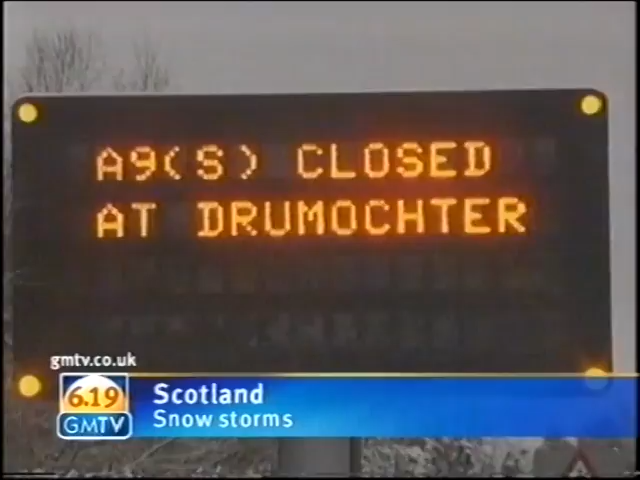 A9(S) CLOSED
AT DRUMOCHTER
gmtv.co.uk
6.19
GMTV
Scotland
Snow storms